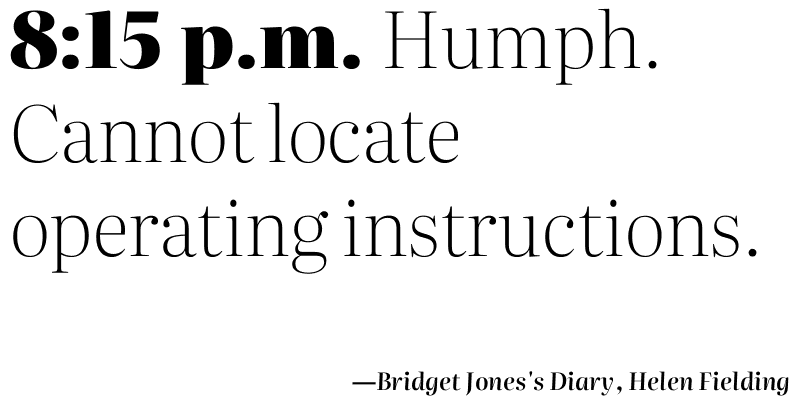 8:15 p.m. Humph.
Cannot locate
operating instructions.
—Bridget Jones's Diary, Helen Fielding